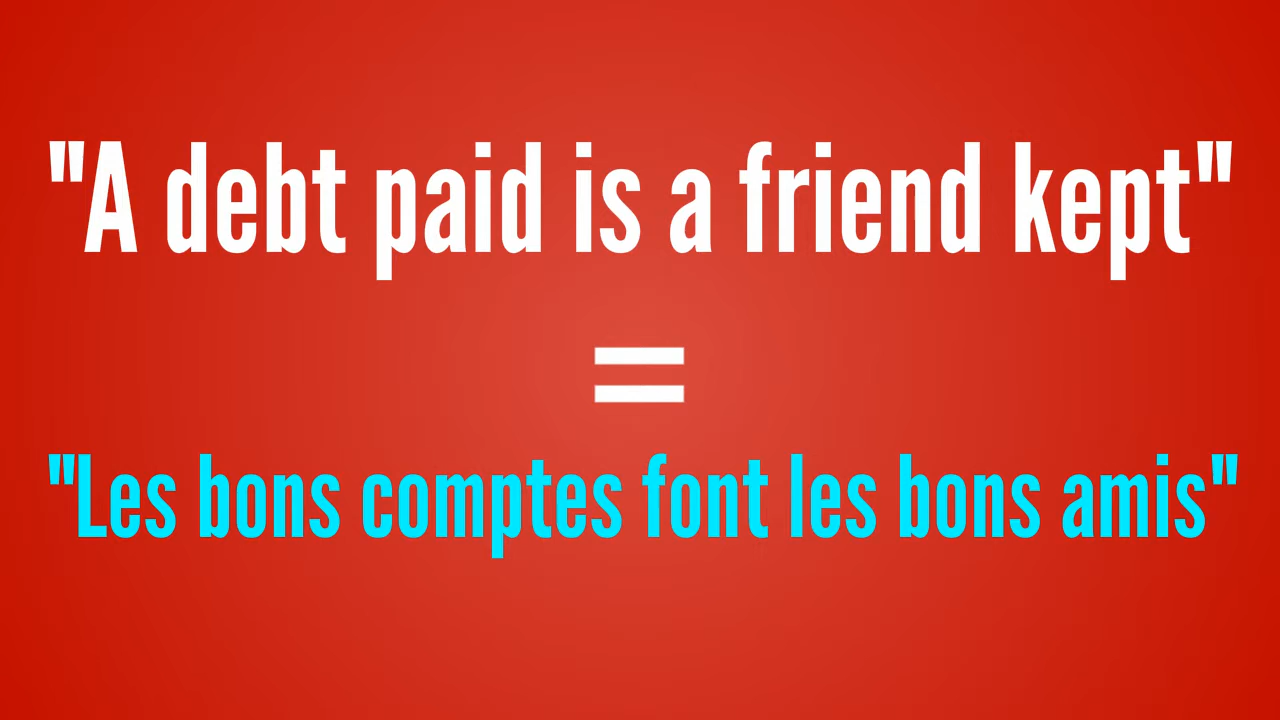 "A debt paid is a friend kept"
=
"Les bons comptes font les bons amis"